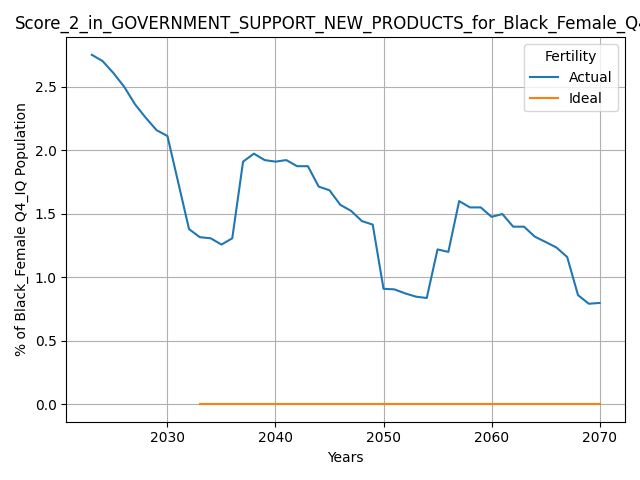 Score_2_in_GOVERNMENT_SUPPORT_NEW_PRODUCTS_for_Black_Female_Q4
Fertility
Actual
Ideal
% of Black_Female Q4_IQ Population
2.5
2.0
1.5
1.0
0.5
0.0
2030 2040 2050 2060 2070
Years